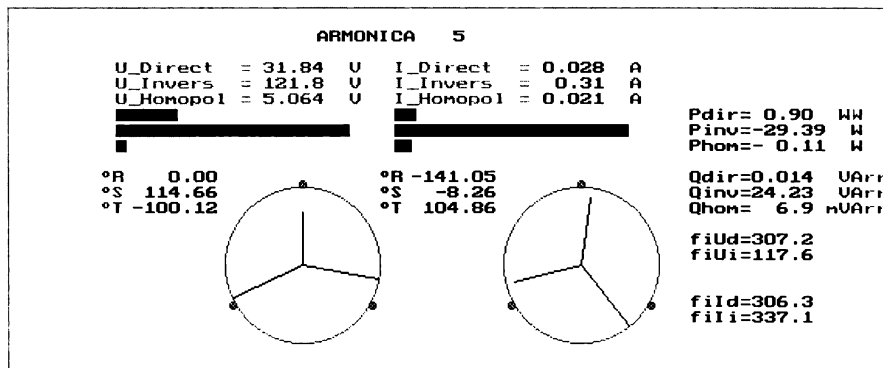 ARMONICA 5
U_Direct = 31.84 V I_Direct = 0.028 A
U_Invers = 121.8 V I_Invers = 0.31 A
U_Homopol = 5.064 V I_Homopol = 0.021 A
Pdir= 0.90 WW
Pinv=-29.39 W
Phom=- 0.11 W
°R 0.00 °R -141.05 Qdir=0.014 VArr
°S 114.66 °S -8.26 Qinv=24.23 VArr
°T -100.12 °T 104.86 Qhom= 6.9 mVArr
fiUd=307.2
fiUi=117.6
fiId=306.3
fiIi=337.1